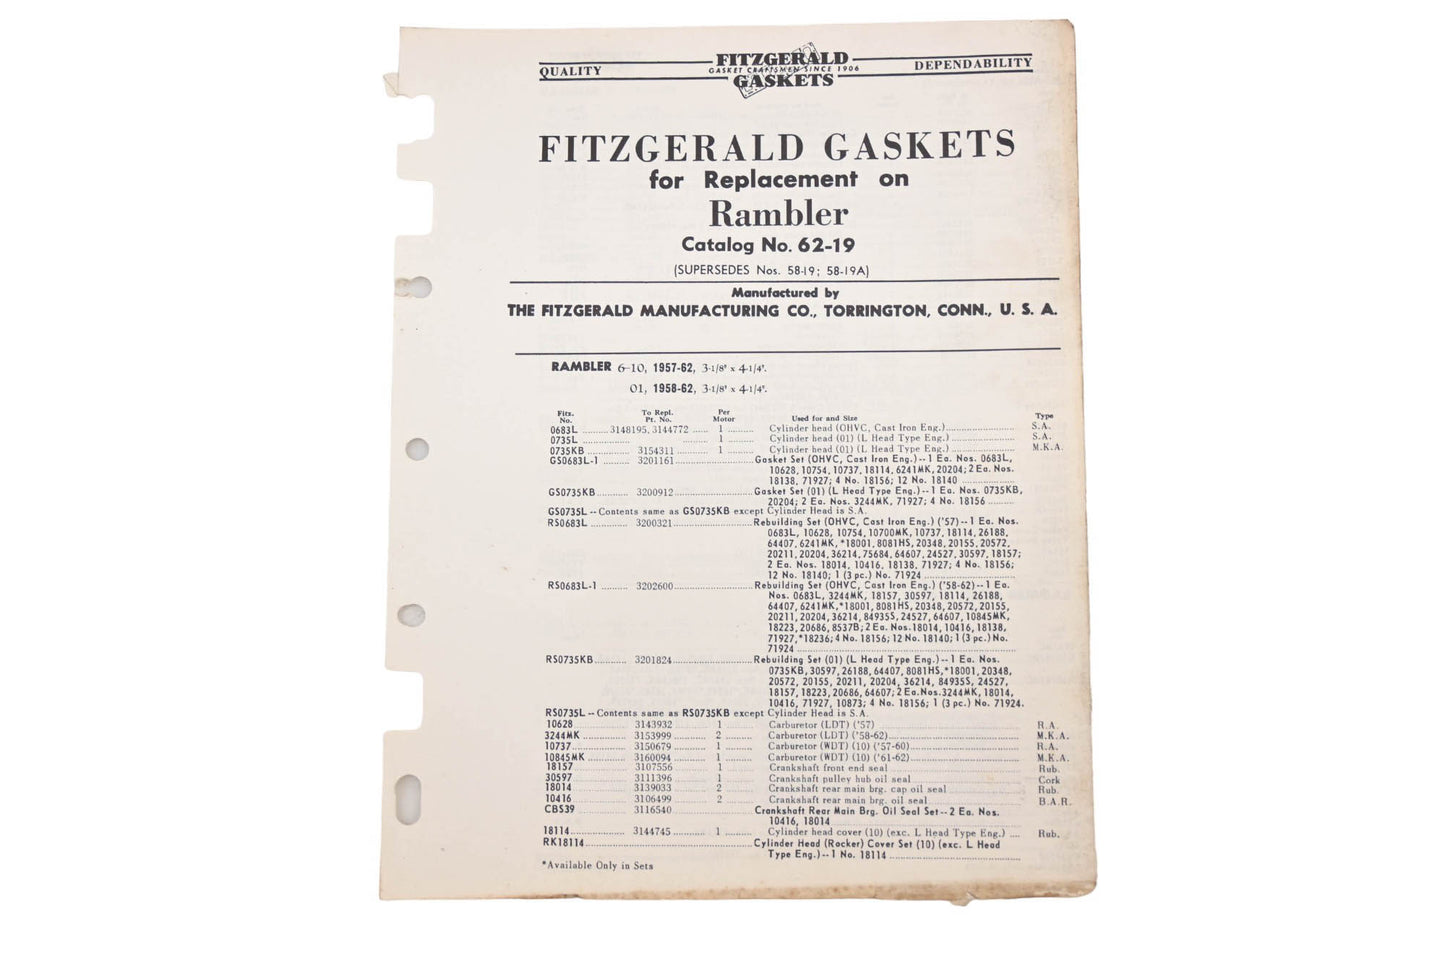 QUALITY
FITZGERALD
GASKET CRAFTSMEN SINCE 1906
GASKETS
DEPENDABILITY
FITZGERALD GASKETS
for Replacement on
Rambler
Catalog No. 62-19
(SUPERSEDES Nos. 58-19; 58-19A)
Manufactured by
THE FITZGERALD MANUFACTURING CO., TORRINGTON, CONN., U. S. A.
RAMBLER 6-10, 1957-62, 3-1/8" x 4-1/4".
01, 1958-62, 3-1/8" x 4-1/4".
Fitz. No. To Repl. Pt. No. Per Motor Used for and Size Type
0683L ......... 3148195, 3144772 ...... 1 .......... Cylinder head (OHVC, Cast Iron Eng.)........................ S.A.
0735L .................. .......... 1 .......... Cylinder head (01) (L Head Type Eng.)...................... S.A.
0735KB ............ 3154311 ............ 1 .......... Cylinder head (01) (L Head Type Eng.)...................... M.K.A.
GS0683L-1 .......... 3201161..............................Gasket Set (OHVC, Cast Iron Eng.)--1 Ea. Nos. 0683L,
10628, 10754, 10737, 18114, 6241MK, 20204; 2 Ea. Nos.
18138, 71927; 4 No. 18156; 12 No. 18140 ..................
GS0735KB............ 3200912..............................Gasket Set (01) (L Head Type Eng.)--1 Ea. Nos. 0735KB,
20204; 2 Ea. Nos. 3244MK, 71927; 4 No. 18156 .........
GS0735L --Contents same as GS0735KB except Cylinder Head is S.A.
RS0683L .............. 3200321..............................Rebuilding Set (OHVC, Cast Iron Eng.) ('57)--1 Ea. Nos.
0683L, 10628, 10754, 10700MK, 10737, 18114, 26188,
64407, 6241MK, *18001, 8081HS, 20348, 20155, 20572,
20211, 20204, 36214, 75684, 64607, 24527, 30597, 18157;
2 Ea. Nos. 18014, 10416, 18138, 71927; 4 No. 18156;
12 No. 18140; 1 (3 pc.) No. 71924 ................................
RS0683L-1 .......... 3202600..............................Rebuilding Set (OHVC, Cast Iron Eng.) ('58-62)--1 Ea.
Nos. 0683L, 3244MK, 18157, 30597, 18114, 26188,
64407, 6241MK,*18001, 8081HS, 20348, 20572, 20155,
20211, 20204, 36214, 84935S, 24527, 64607, 10845MK,
18223, 20686, 8537B; 2 Ea. Nos. 18014, 10416, 18138,
71927,*18236; 4 No. 18156; 12 No. 18140; 1 (3 pc.) No.
71924 ..............................................................................
RS0735KB............ 3201824..............................Rebuilding Set (01) (L Head Type Eng.)--1 Ea. Nos.
0735KB, 30597, 26188, 64407, 8081HS,*18001, 20348,
20572, 20155, 20211, 20204, 36214, 84935S, 24527,
18157, 18223, 20686, 64607; 2 Ea. Nos. 3244MK, 18014,
10416, 71927, 10873; 4 No. 18156; 1 (3 pc.) No. 71924.
RS0735L --Contents same as RS0735KB except Cylinder Head is S.A.
10628 .................. 3143932 ............ 1 .......... Carburetor (LDT) ('57) ................................................ R.A.
3244MK ............... 3153999 ............ 2 .......... Carburetor (LDT) ('58-62)............................................ M.K.A.
10737 .................. 3150679 ............ 1 .......... Carburetor (WDT) (10) ('57-60)................................... R.A.
10845MK .............. 3160094 ............ 1 .......... Carburetor (WDT) (10) ('61-62)................................... M.K.A.
18157 .................. 3107556 ............ 1 .......... Crankshaft front end seal ........................................... Rub.
30597 .................. 3111396 ............ 1 .......... Crankshaft pulley hub oil seal .................................... Cork
18014 .................. 3139033 ............ 2 .......... Crankshaft rear main brg. cap oil seal ....................... Rub.
10416 .................. 3106499 ............ 2 .......... Crankshaft rear main brg. oil seal .............................. B.A.R.
CBS39 .................. 3116540..............................Crankshaft Rear Main Brg. Oil Seal Set--2 Ea. Nos.
10416, 18014....................................................................
18114.................... 3144745 ............ 1 .......... Cylinder head cover (10) (exc. L Head Type Eng.) .... Rub.
RK18114............................................................Cylinder Head (Rocker) Cover Set (10) (exc. L Head
Type Eng.)--1 No. 18114 ..............................................
*Available Only in Sets